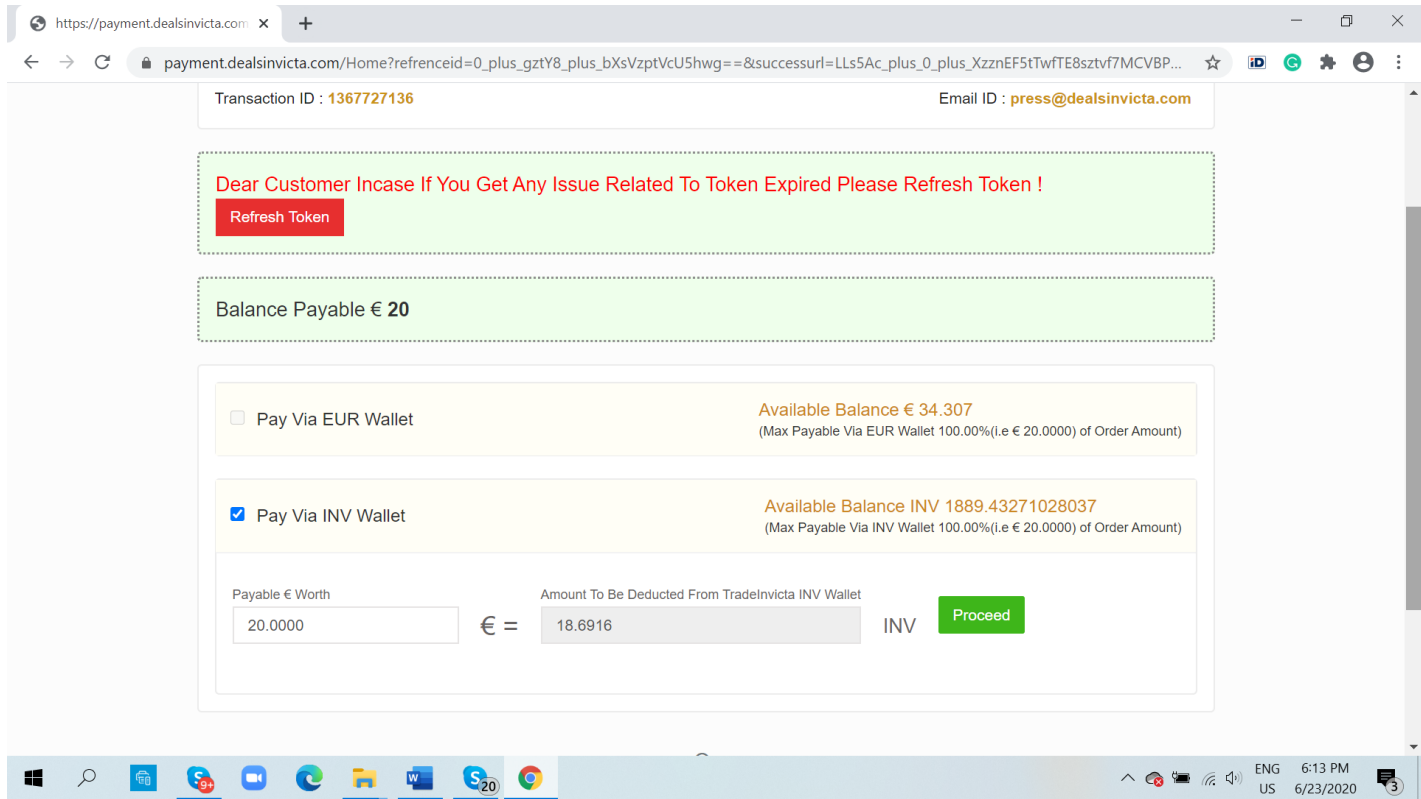 https://payment.dealsinvicta.com
payment.dealsinvicta.com/Home?refrenceid=0_plus_gztY8_plus_bXsVzptVcU5hwg==&successurl=LLs5Ac_plus_0_plus_XzznEF5tTwfTE8sztvf7MCVBP...
Transaction ID : 1367727136
Email ID : press@dealsinvicta.com
Dear Customer Incase If You Get Any Issue Related To Token Expired Please Refresh Token !
Refresh Token
Balance Payable € 20
Pay Via EUR Wallet
Available Balance € 34.307
(Max Payable Via EUR Wallet 100.00%(i.e € 20.0000) of Order Amount)
Pay Via INV Wallet
Available Balance INV 1889.43271028037
(Max Payable Via INV Wallet 100.00%(i.e € 20.0000) of Order Amount)
Payable € Worth
Amount To Be Deducted From TradeInvicta INV Wallet
20.0000
€ =
18.6916
INV
Proceed
9+
20
ENG
US
6:13 PM
6/23/2020
3